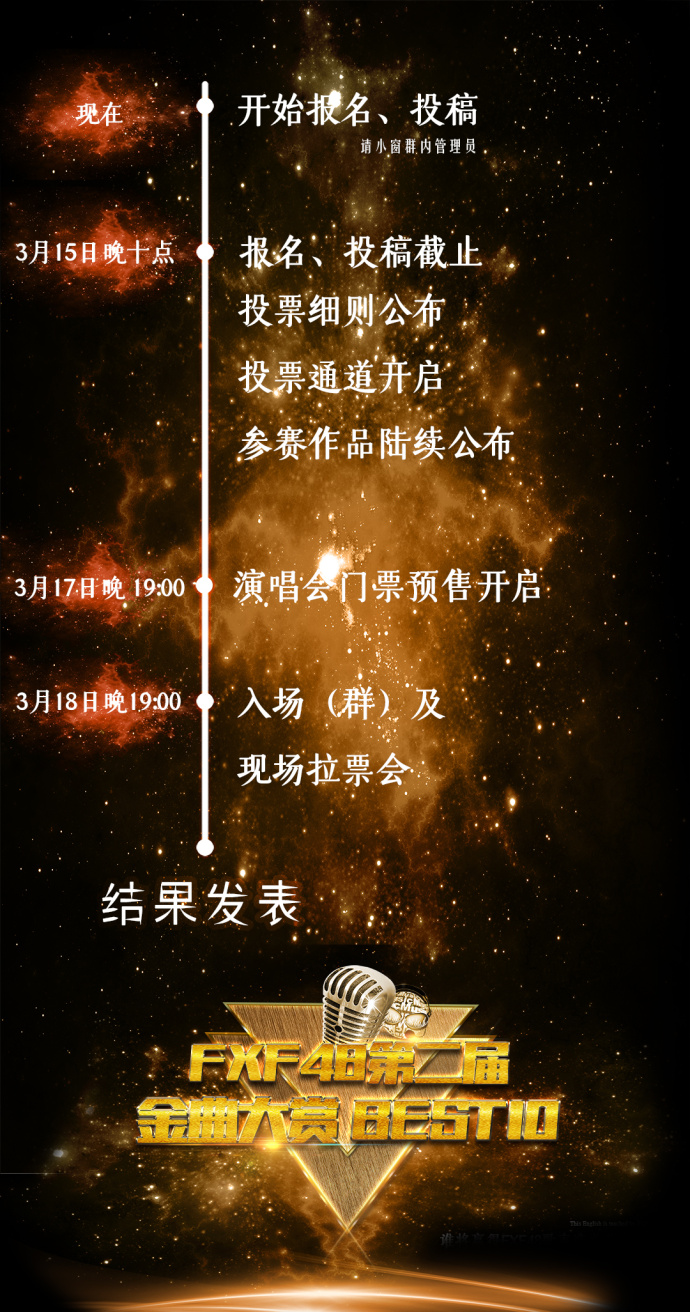 现在
开始报名、投稿
请小窗群内管理员
3月15日晚十点
报名、投稿截止
投票细则公布
投票通道开启
参赛作品陆续公布
3月17日晚 19:00
演唱会门票预售开启
3月18日晚19:00
入场（群）及
现场拉票会
结果发表
FXF48第二届
金曲大赏 BEST10